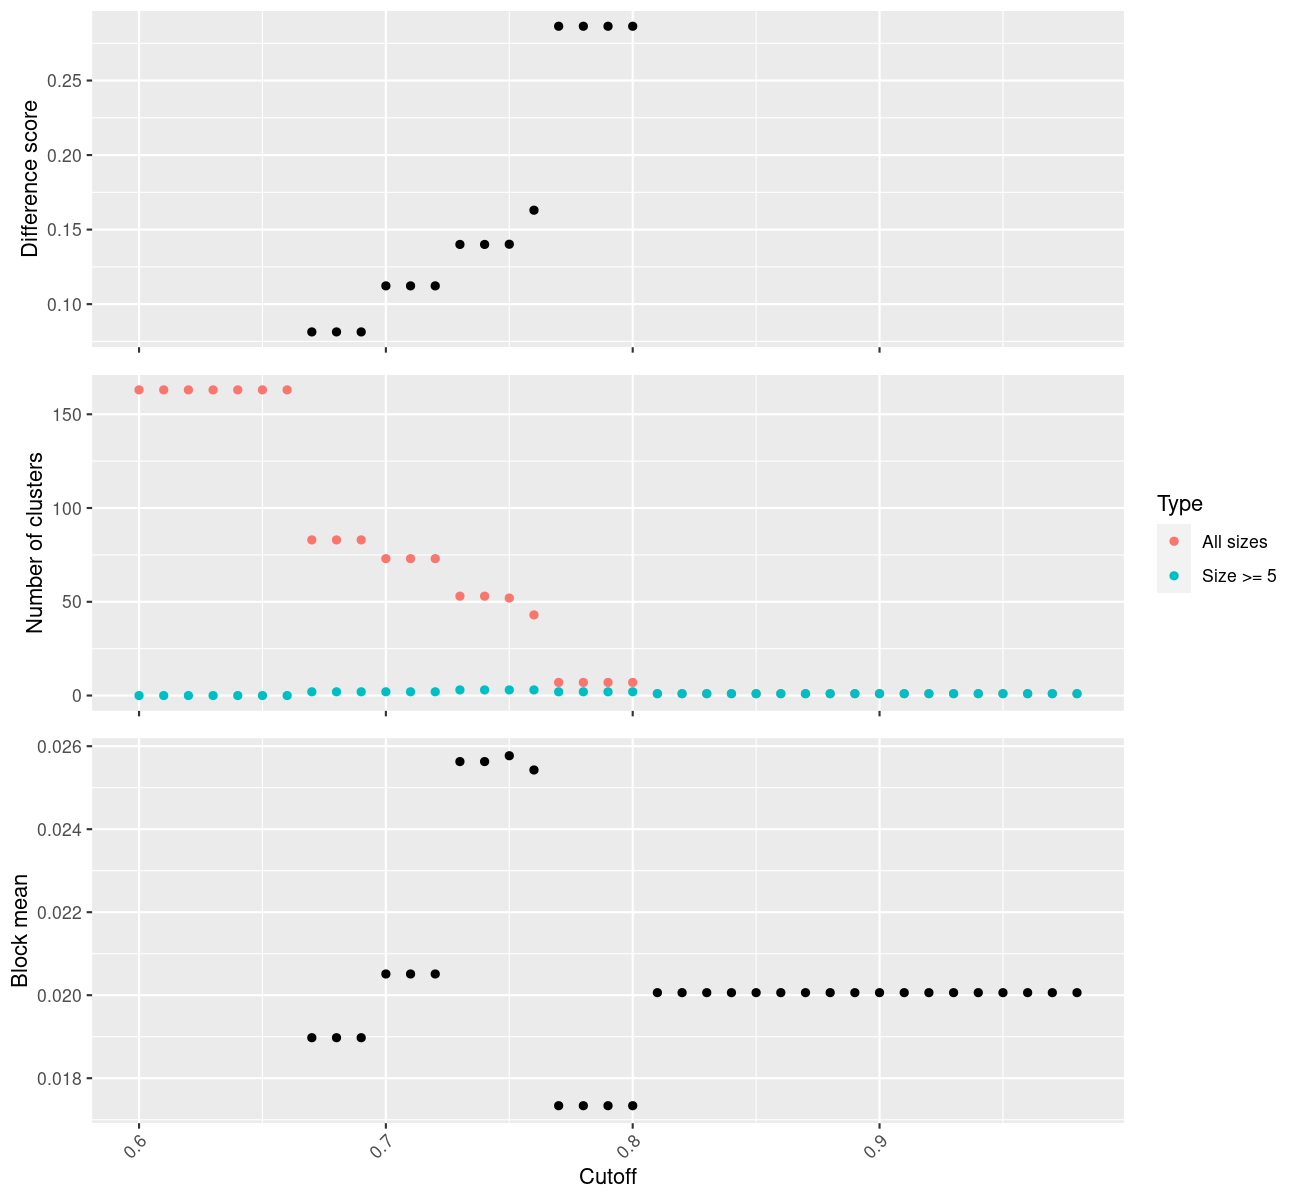 Difference score
0.25
0.20
0.15
0.10
Number of clusters
150
100
50
0
Type
All sizes
Size >= 5
Block mean
0.026
0.024
0.022
0.020
0.018
0.6
0.7
0.8
0.9
Cutoff